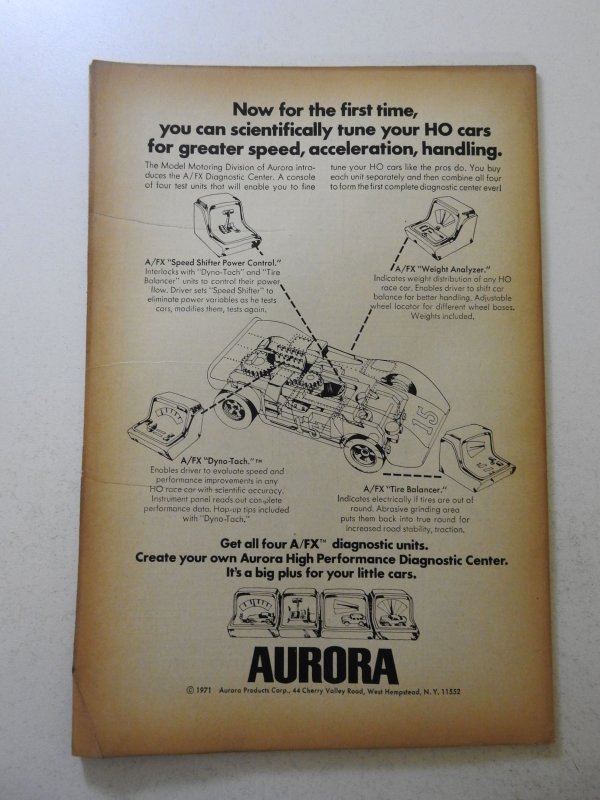 Now for the first time,
you can scientifically tune your HO cars
for greater speed, acceleration, handling.
The Model Motoring Division of Aurora intro-
duces the A/FX Diagnostic Center. A console
of four test units that will enable you to fine
tune your HO cars like the pros do. You buy
each unit separately and then combine all four
to form the first complete diagnostic center ever!
A/FX "Speed Shifter Power Control."
Interlocks with "Dyno-Tach" and "Tire
Balancer" units to control their power
flow. Driver sets "Speed Shifter" to
eliminate power variables as he tests
cars, modifies them, tests again.
A/FX "Weight Analyzer."
Indicates weight distribution of any HO
race car. Enables driver to shift car
balance for better handling. Adjustable
wheel locator for different wheel bases.
Weights included.
15
A/FX "Dyno-Tach."™
Enables driver to evaluate speed and
performance improvements in any
HO race car with scientific accuracy.
Instrument panel reads out complete
performance data. Hop-up tips included
with "Dyno-Tach."
A/FX "Tire Balancer."
Indicates electrically if tires are out of
round. Abrasive grinding area
puts them back into true round for
increased road stability, traction.
Get all four A/FX™ diagnostic units.
Create your own Aurora High Performance Diagnostic Center.
It's a big plus for your little cars.
AURORA
© 1971 Aurora Products Corp., 44 Cherry Valley Road, West Hempstead, N. Y. 11552